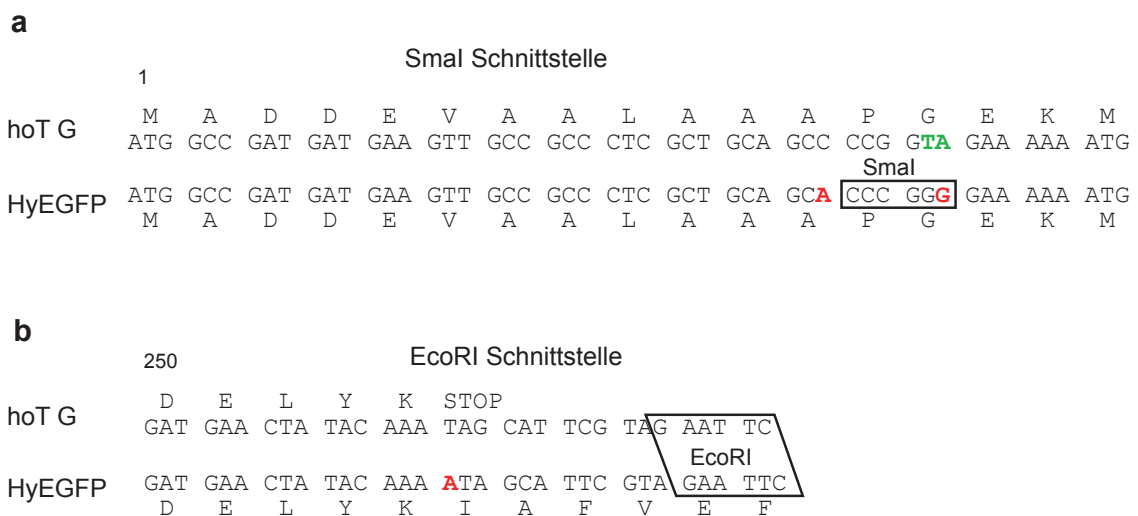 a
SmaI Schnittstelle
1
M A D D E V A A L A A A P G E K M
hoT G
ATG GCC GAT GAT GAA GTT GCC GCC CTC GCT GCA GCC CCG GTA GAA AAA ATG
SmaI
HyEGFP
ATG GCC GAT GAT GAA GTT GCC GCC CTC GCT GCA GCA CCC GGG GAA AAA ATG
M A D D E V A A L A A A P G E K M
b
EcoRI Schnittstelle
250
D E L Y K STOP
hoT G
GAT GAA CTA TAC AAA TAG CAT TCG TAG AAT TC
EcoRI
HyEGFP
GAT GAA CTA TAC AAA ATA GCA TTC GTA GAA TTC
D E L Y K I A F V E F